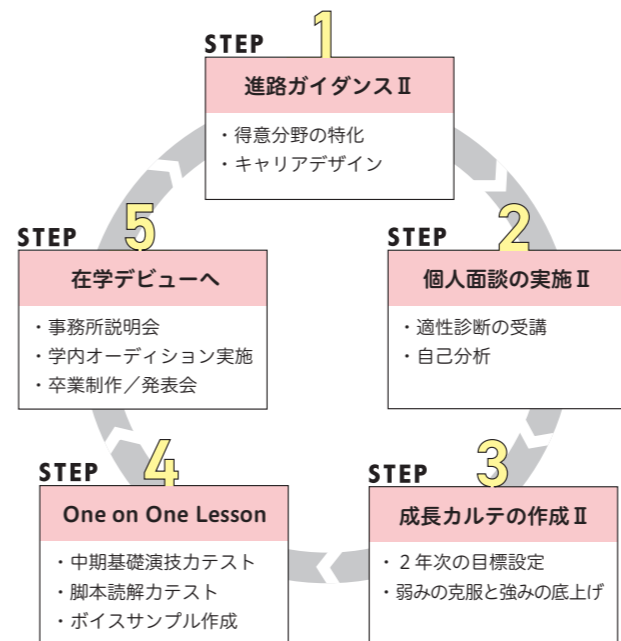 STEP 1
進路ガイダンスⅡ
・得意分野の特化
・キャリアデザイン
STEP 2
個人面談の実施Ⅱ
・適性診断の受講
・自己分析
STEP 3
成長カルテの作成Ⅱ
・２年次の目標設定
・弱みの克服と強みの底上げ
STEP 4
One on One Lesson
・中期基礎演技力テスト
・脚本読解力テスト
・ボイスサンプル作成
STEP 5
在学デビューへ
・事務所説明会
・学内オーディション実施
・卒業制作／発表会